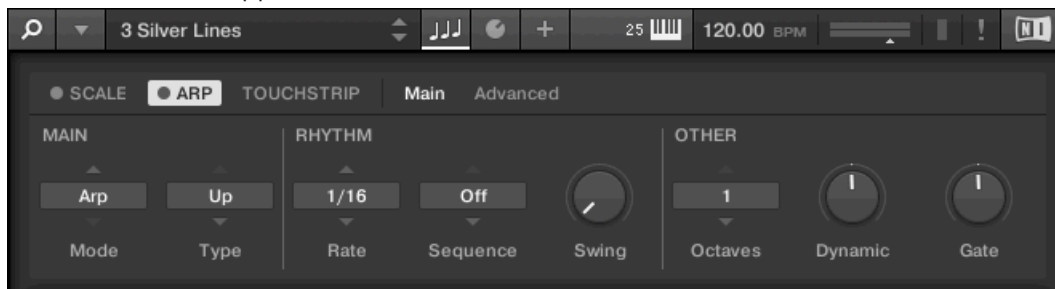 3 Silver Lines 25 120.00 BPM ! NI
SCALE ARP TOUCHSTRIP Main Advanced
MAIN RHYTHM OTHER
Arp Up 1/16 Off 1
Mode Type Rate Sequence Swing Octaves Dynamic Gate